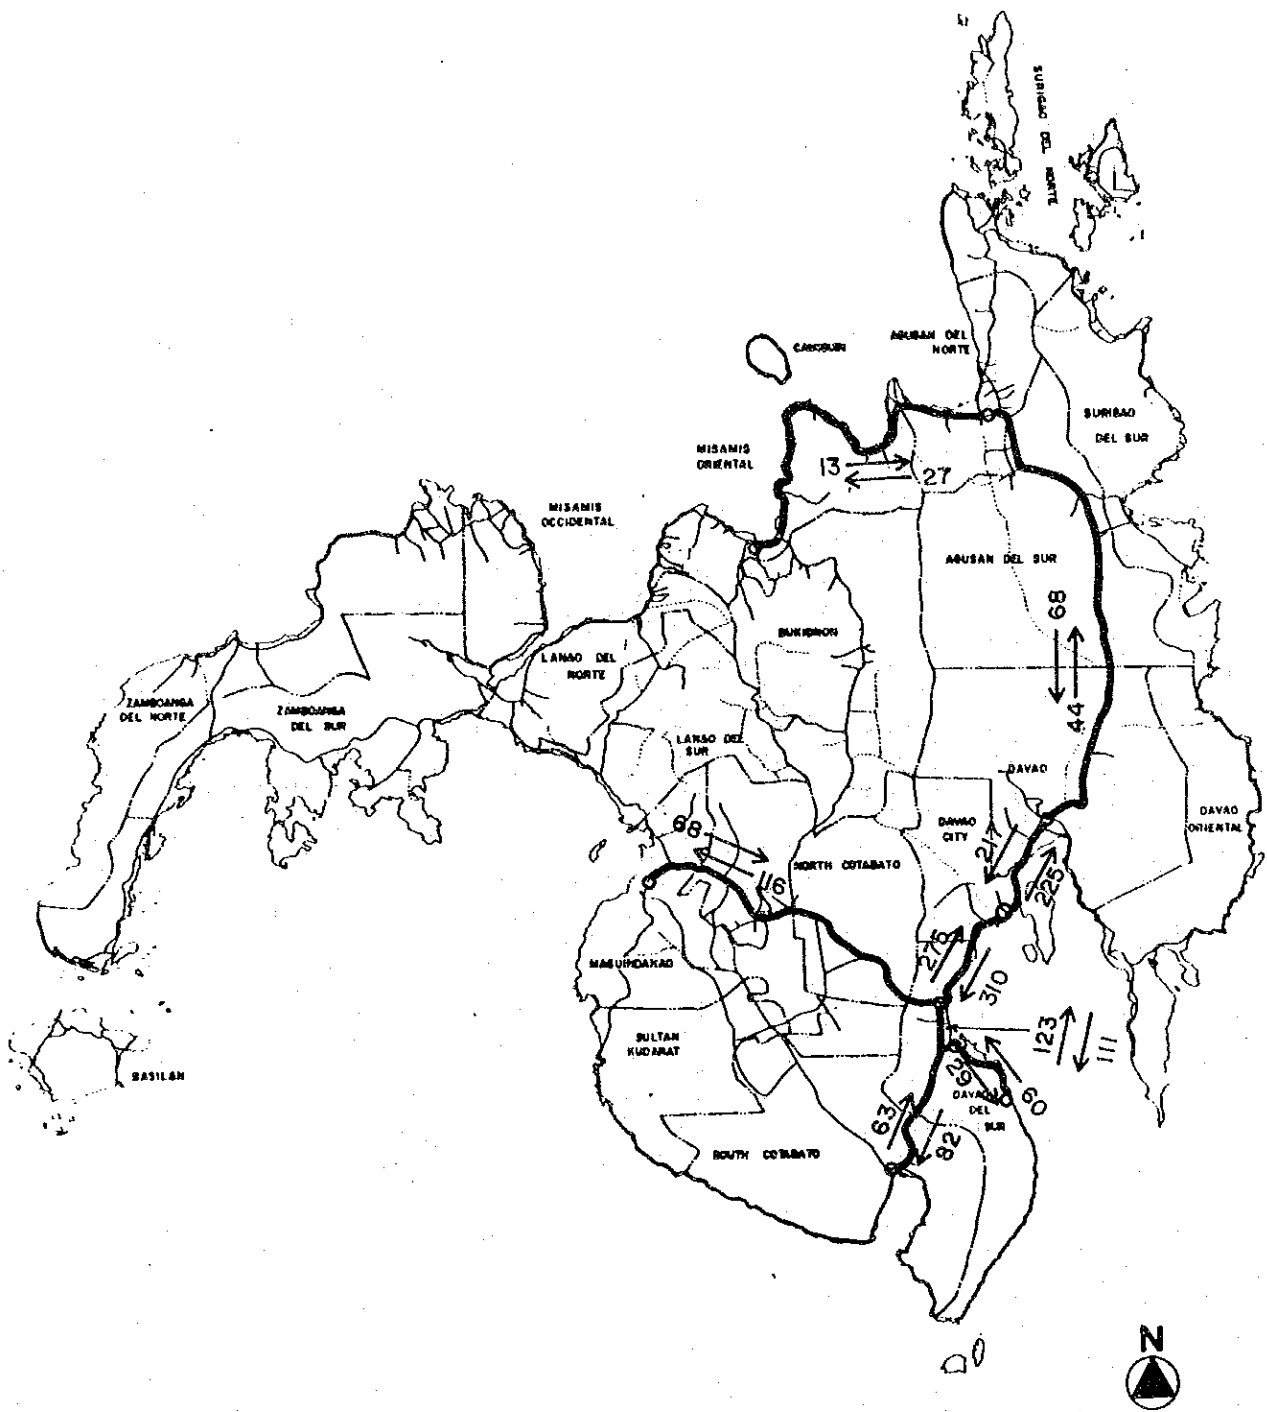 SURIGAO DEL NORTE
AGUSAN DEL
NORTE
SURIGAO
DEL SUR
MISAMIS
ORIENTAL
13
27
MISAMIS
OCCIDENTAL
AGUSAN DEL SUR
68
44
BUKIDNON
LANAO DEL
NORTE
ZAMBOANGA
DEL NORTE
ZAMBOANGA
DEL SUR
LANAO DEL
SUR
DAVAO
DAVAO
ORIENTAL
DAVAO
CITY
217
225
68
116
NORTH COTABATO
310
MAGUINDANAO
123
111
SULTAN
KUDARAT
BASILAN
60
DAVAO
DEL
SUR
63
82
SOUTH COTABATO
N